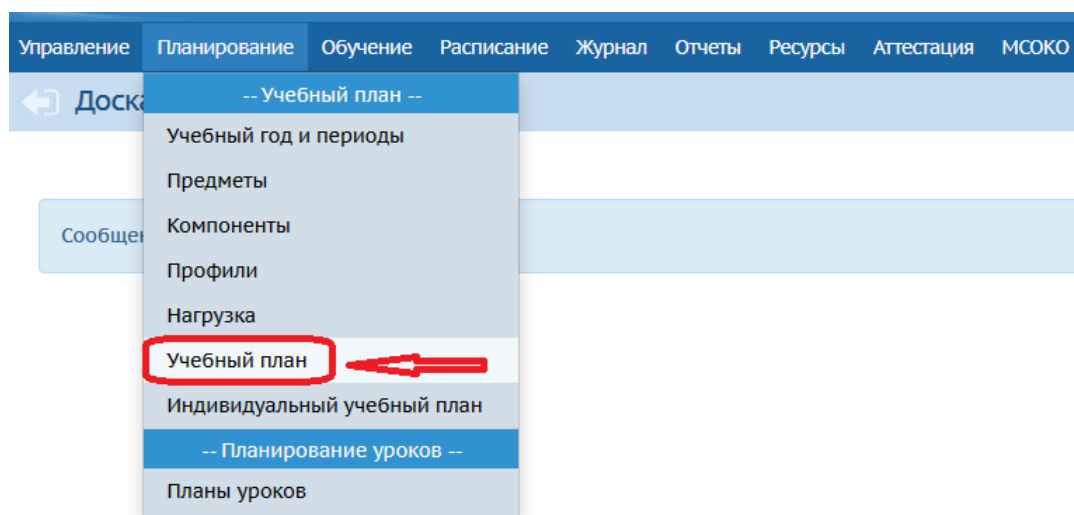 Управление Планирование Обучение Расписание Журнал Отчеты Ресурсы Аттестация МСОКО
Доска
-- Учебный план --
Учебный год и периоды
Предметы
Сообщен
Компоненты
Профили
Нагрузка
Учебный план
Индивидуальный учебный план
-- Планирование уроков --
Планы уроков